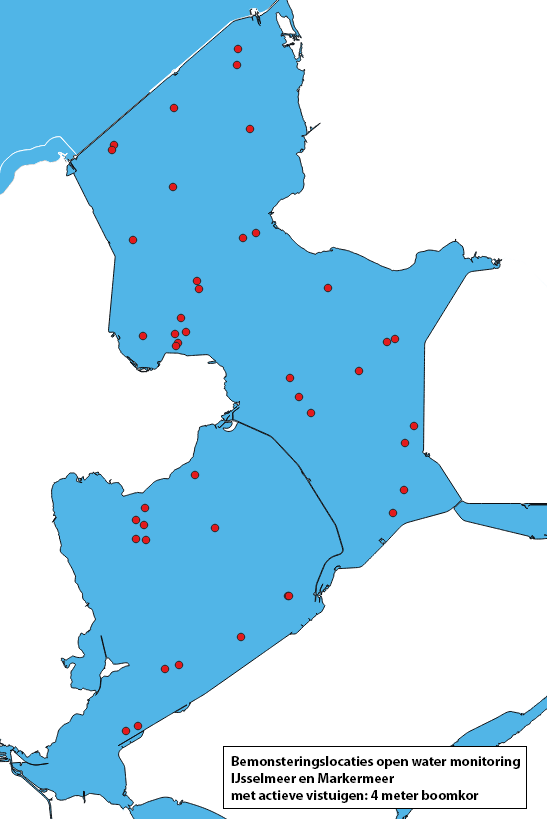 Bemonsteringslocaties open water monitoring
IJsselmeer en Markermeer
met actieve vistuigen: 4 meter boomkor